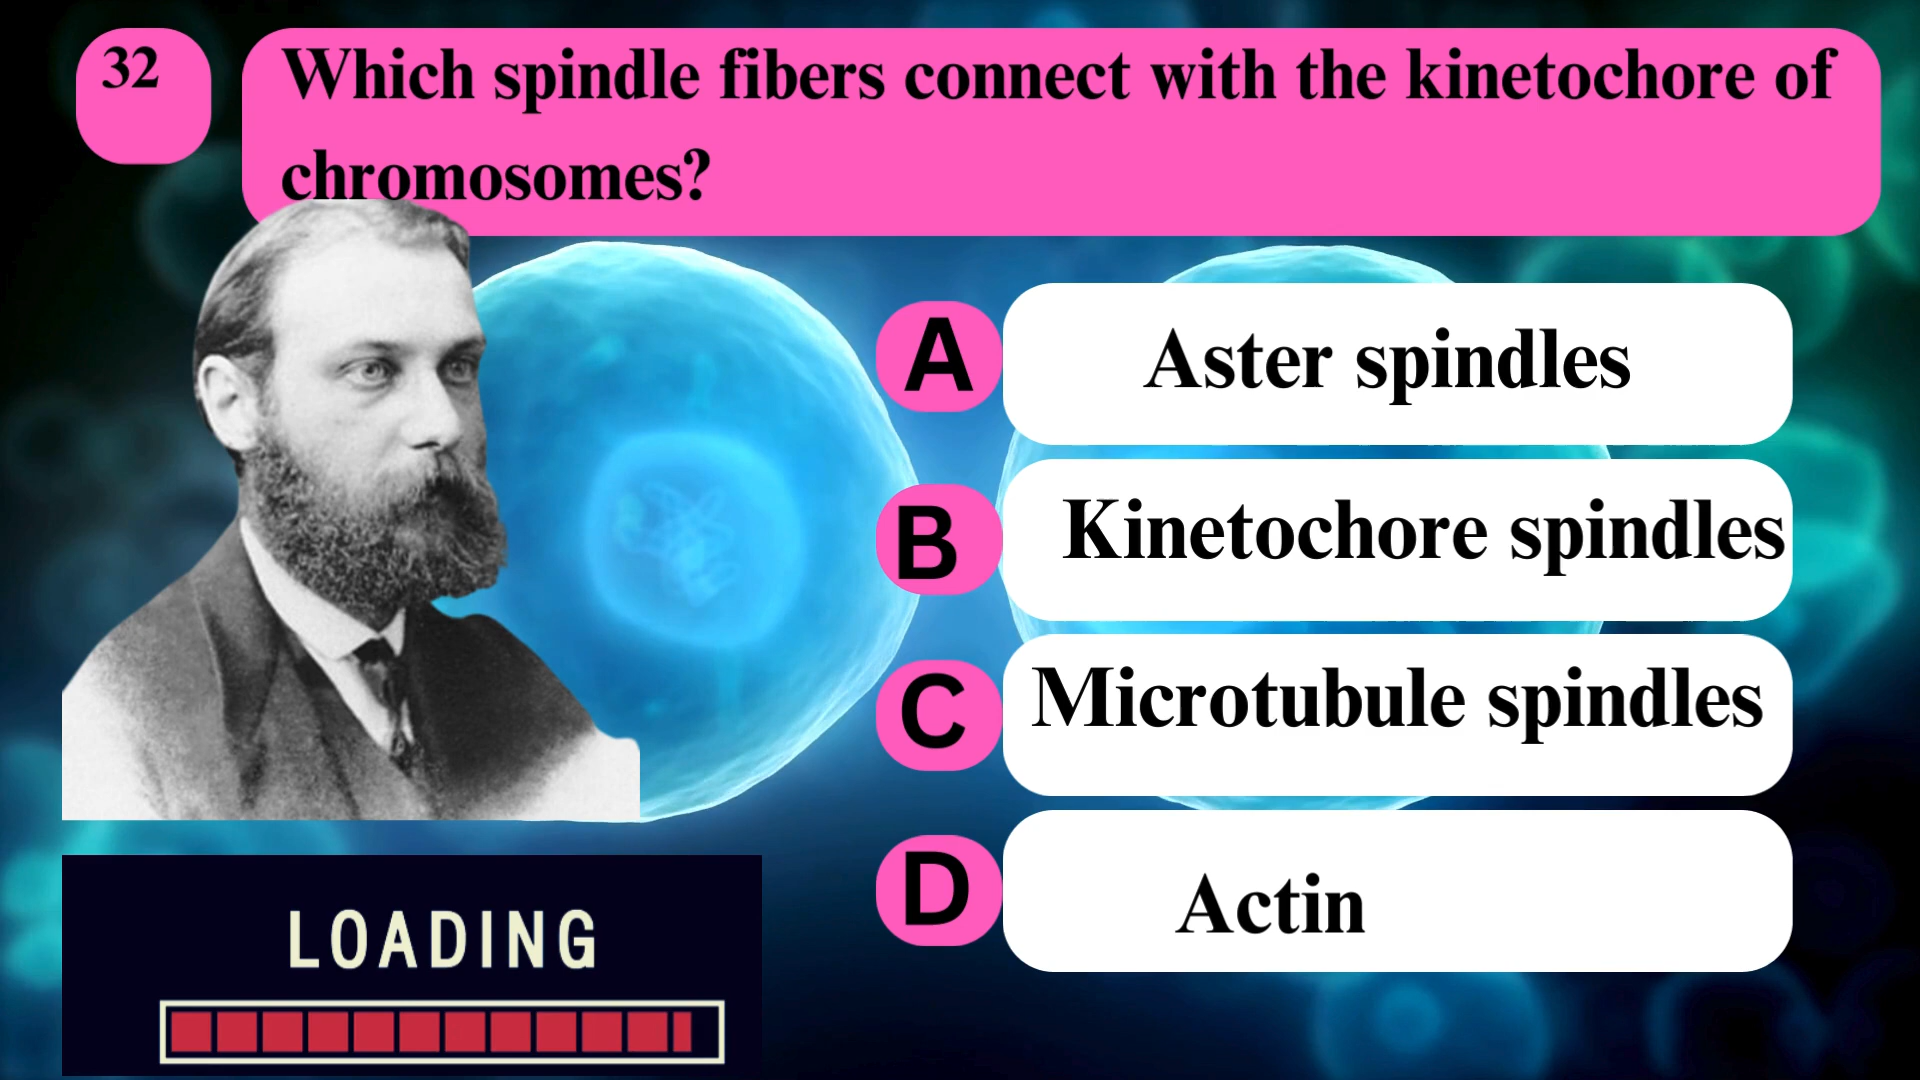 32
Which spindle fibers connect with the kinetochore of
chromosomes?
A
Aster spindles
B
Kinetochore spindles
C
Microtubule spindles
D
Actin
LOADING